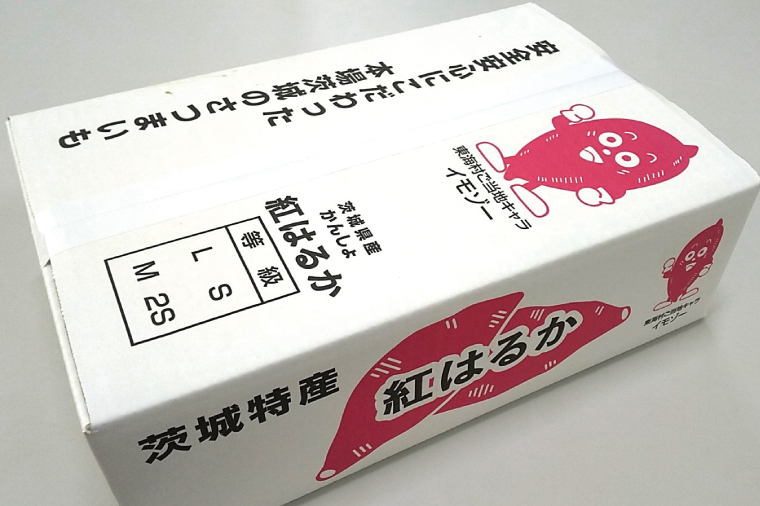 安全安心にこだわった
本場茨城のさつまいも
東海村ご当地キャラ
イモゾー
茨城県産
かんしょ
紅はるか
等級
L S
M 2S
茨城特産
紅はるか
東海村ご当地キャラ
イモゾー